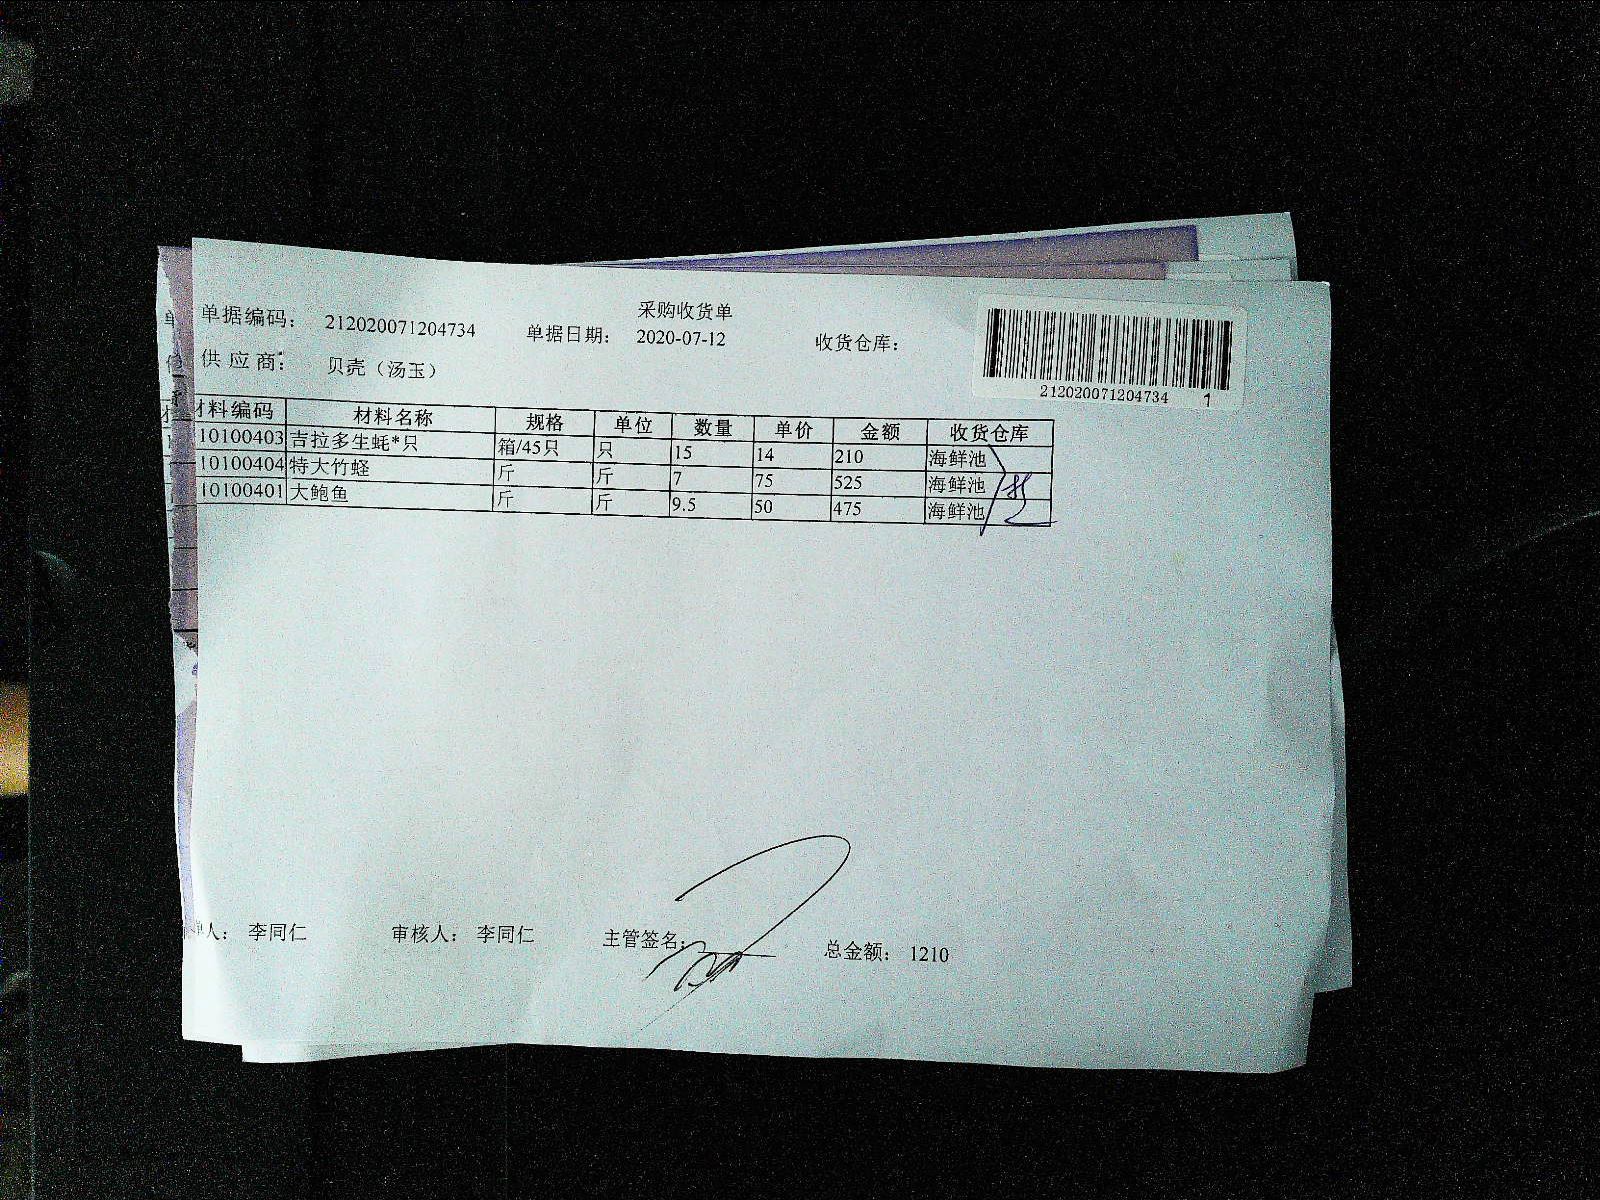 采购收货单
单据编码: 212020071204734 单据日期: 2020-07-12 收货仓库:
供应商: 贝壳（汤玉）
212020071204734 1
材料编码 材料名称 规格 单位 数量 单价 金额 收货仓库
10100403 吉拉多生蚝*只 箱/45只 只 15 14 210 海鲜池
10100404 特大竹蛏 斤 斤 7 75 525 海鲜池
10100401 大鲍鱼 斤 斤 9.5 50 475 海鲜池
单人: 李同仁 审核人: 李同仁 主管签名: 总金额: 1210